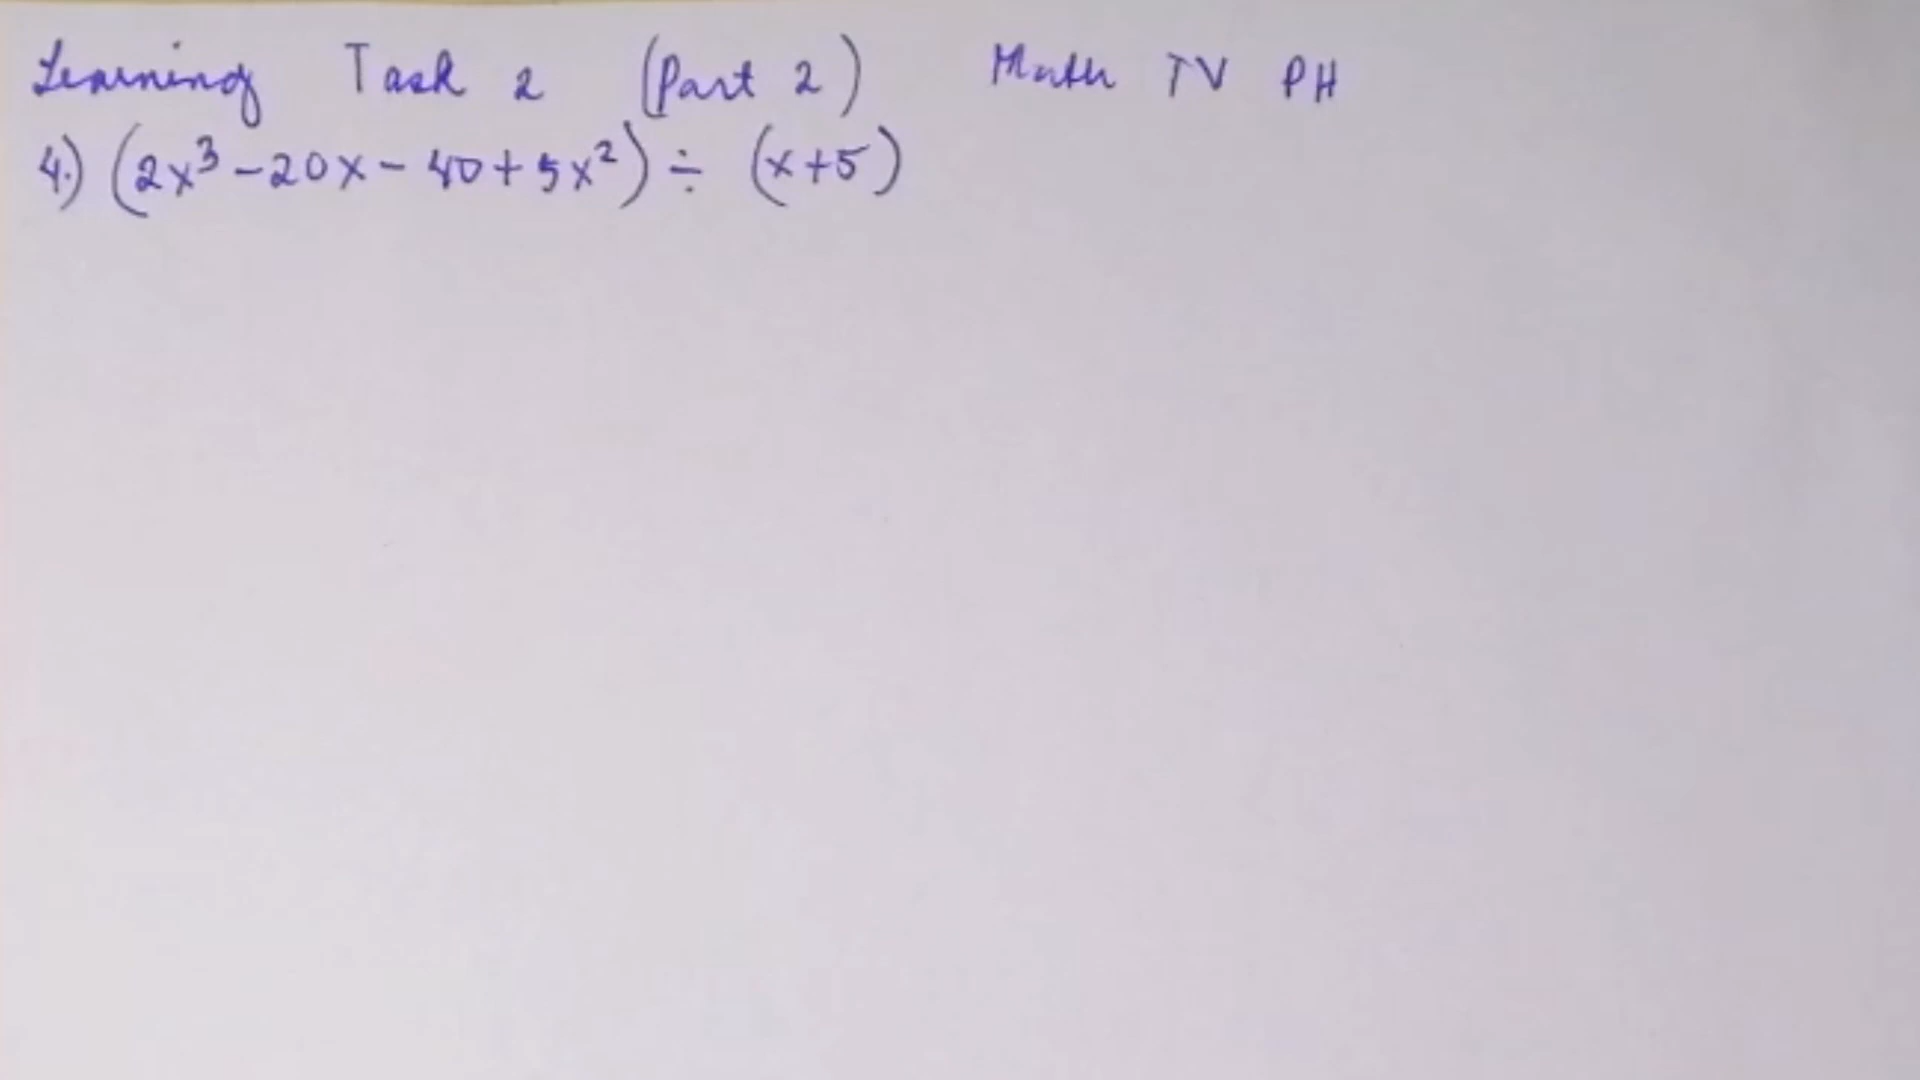 Learning Task 2 (Part 2) Math TV PH
4.) (2x³ - 20x - 40 + 5x²) ÷ (x + 5)